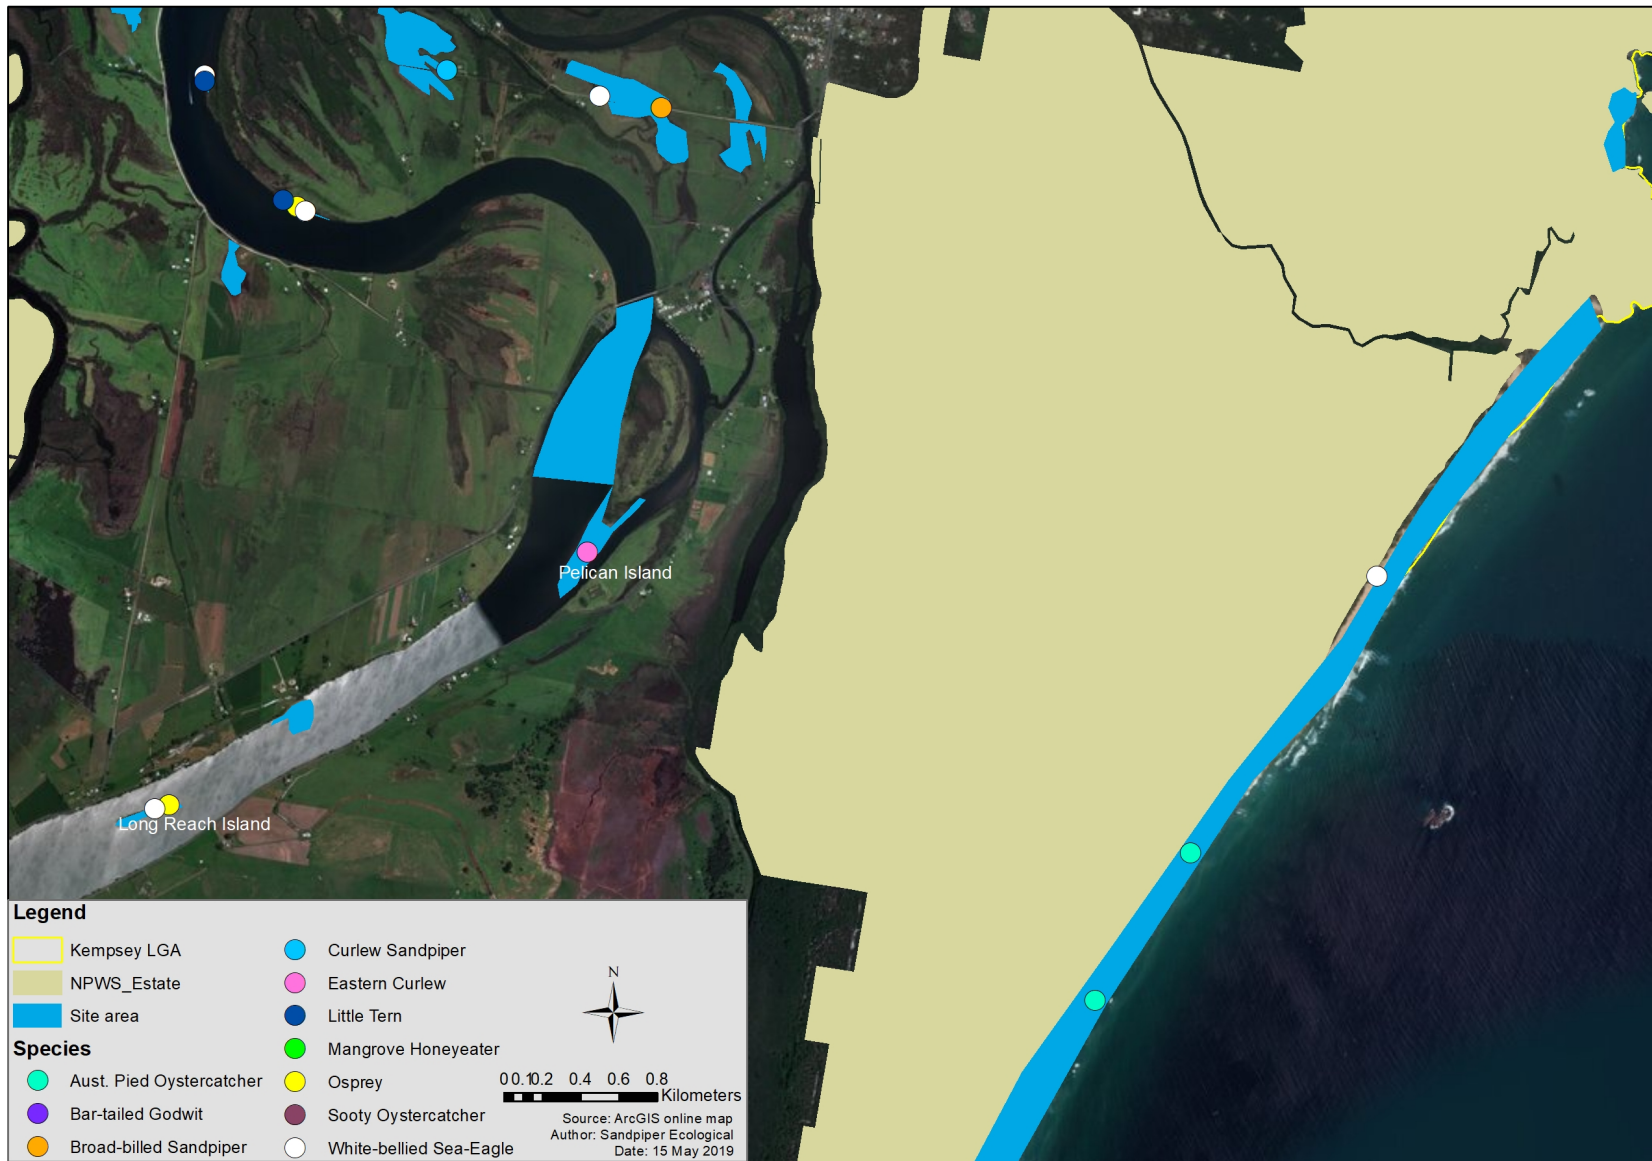 Pelican Island
Long Reach Island
Legend
Kempsey LGA
NPWS_Estate
Site area
Species
Aust. Pied Oystercatcher
Bar-tailed Godwit
Broad-billed Sandpiper
Curlew Sandpiper
Eastern Curlew
Little Tern
Mangrove Honeyeater
Osprey
Sooty Oystercatcher
White-bellied Sea-Eagle
N
0 0.10.2 0.4 0.6 0.8
Kilometers
Source: ArcGIS online map
Author: Sandpiper Ecological
Date: 15 May 2019